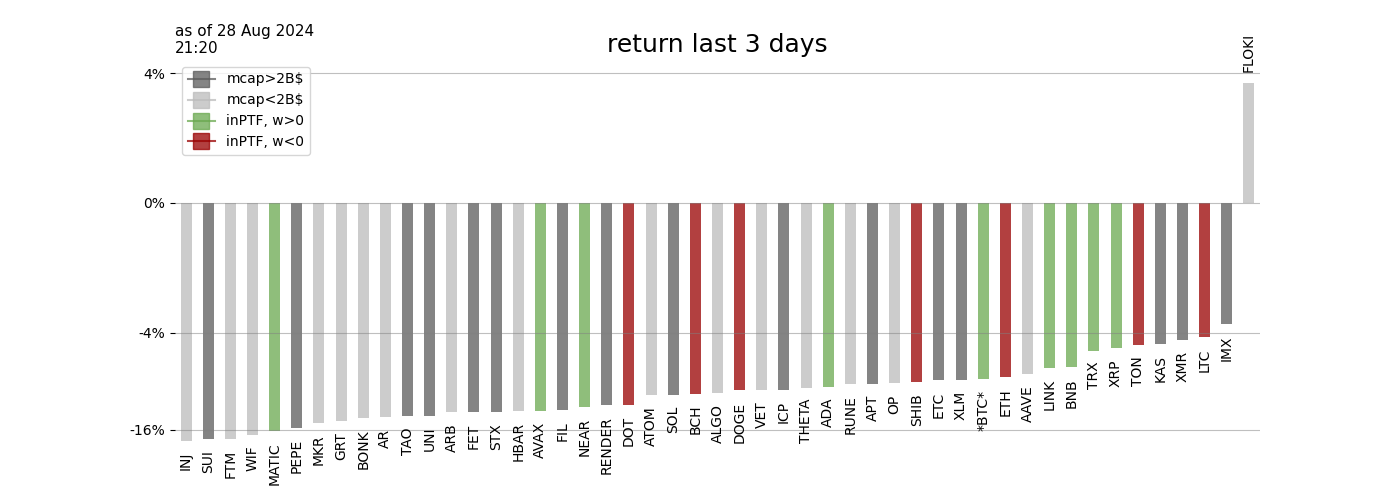 as of 28 Aug 2024
21:20
return last 3 days
FLOKI
4%
mcap>2B$
mcap<2B$
inPTF, w>0
inPTF, w<0
0%
-4%
-16%
INJ
SUI
FTM
WIF
MATIC
PEPE
MKR
GRT
BONK
AR
TAO
UNI
ARB
FET
STX
HBAR
AVAX
FIL
NEAR
RENDER
DOT
ATOM
SOL
BCH
ALGO
DOGE
VET
ICP
THETA
ADA
RUNE
APT
OP
SHIB
ETC
XLM
*BTC*
ETH
AAVE
LINK
BNB
TRX
XRP
TON
KAS
XMR
LTC
IMX